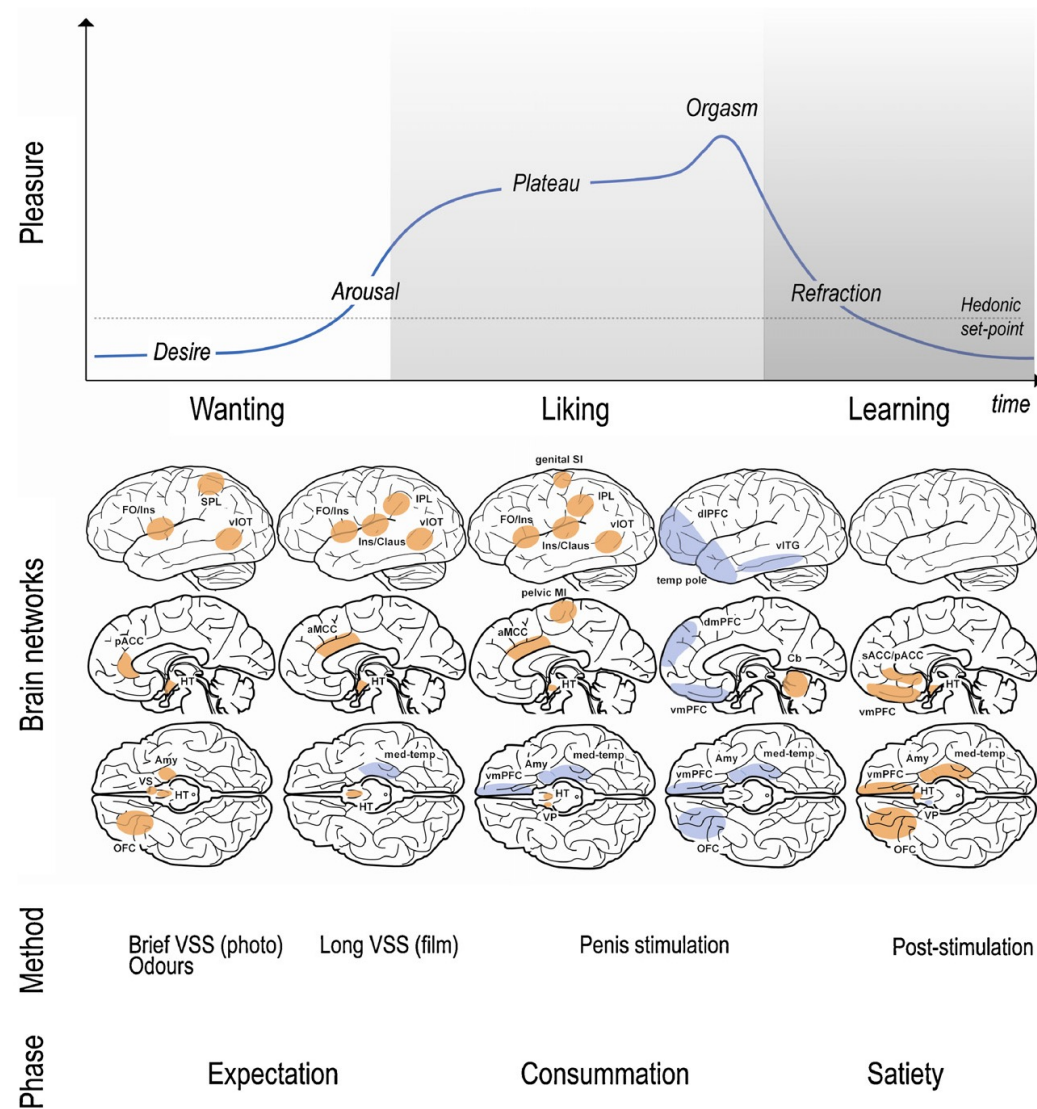 Pleasure
Orgasm
Plateau
Arousal
Refraction
Hedonic
set-point
Desire
Wanting
Liking
Learning
time
Brain networks
SPL
FO/Ins
vlOT
IPL
FO/Ins
vlOT
Ins/Claus
genital SI
IPL
FO/Ins
vlOT
Ins/Claus
dlPFC
vlTG
temp pole
pACC
HT
aMCC
HT
pelvic MI
aMCC
HT
dmPFC
Cb
vmPFC
sACC/pACC
HT
vmPFC
Amy
VS
HT
OFC
med-temp
HT
Amy
med-temp
vmPFC
HT
VP
Amy
med-temp
vmPFC
OFC
Amy
med-temp
vmPFC
HT
VP
OFC
Method
Brief VSS (photo)
Odours
Long VSS (film)
Penis stimulation
Post-stimulation
Phase
Expectation
Consummation
Satiety